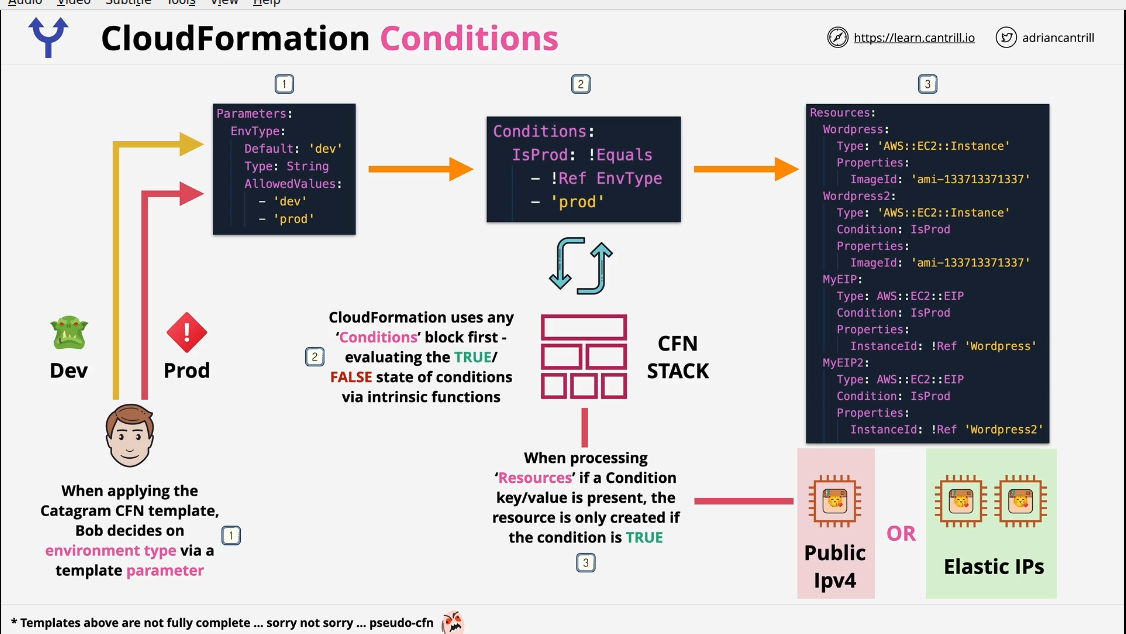 Audio Video Subtitle Tools View Help
CloudFormation Conditions
https://learn.cantrill.io
adriancantrill
1
2
3
Parameters:
EnvType:
Default: 'dev'
Type: String
AllowedValues:
- 'dev'
- 'prod'
Conditions:
IsProd: !Equals
- !Ref EnvType
- 'prod'
Resources:
Wordpress:
Type: 'AWS::EC2::Instance'
Properties:
ImageId: 'ami-133713371337'
Wordpress2:
Type: 'AWS::EC2::Instance'
Condition: IsProd
Properties:
ImageId: 'ami-133713371337'
MyEIP:
Type: AWS::EC2::EIP
Condition: IsProd
Properties:
InstanceId: !Ref 'Wordpress'
MyEIP2:
Type: AWS::EC2::EIP
Condition: IsProd
Properties:
InstanceId: !Ref 'Wordpress2'
Dev
Prod
When applying the
Catagram CFN template,
Bob decides on
environment type via a
template parameter
1
CloudFormation uses any
‘Conditions’ block first -
evaluating the TRUE/
FALSE state of conditions
via intrinsic functions
2
CFN
STACK
When processing
‘Resources’ if a Condition
key/value is present, the
resource is only created if
the condition is TRUE
3
Public
Ipv4
OR
Elastic IPs
* Templates above are not fully complete ... sorry not sorry ... pseudo-cfn